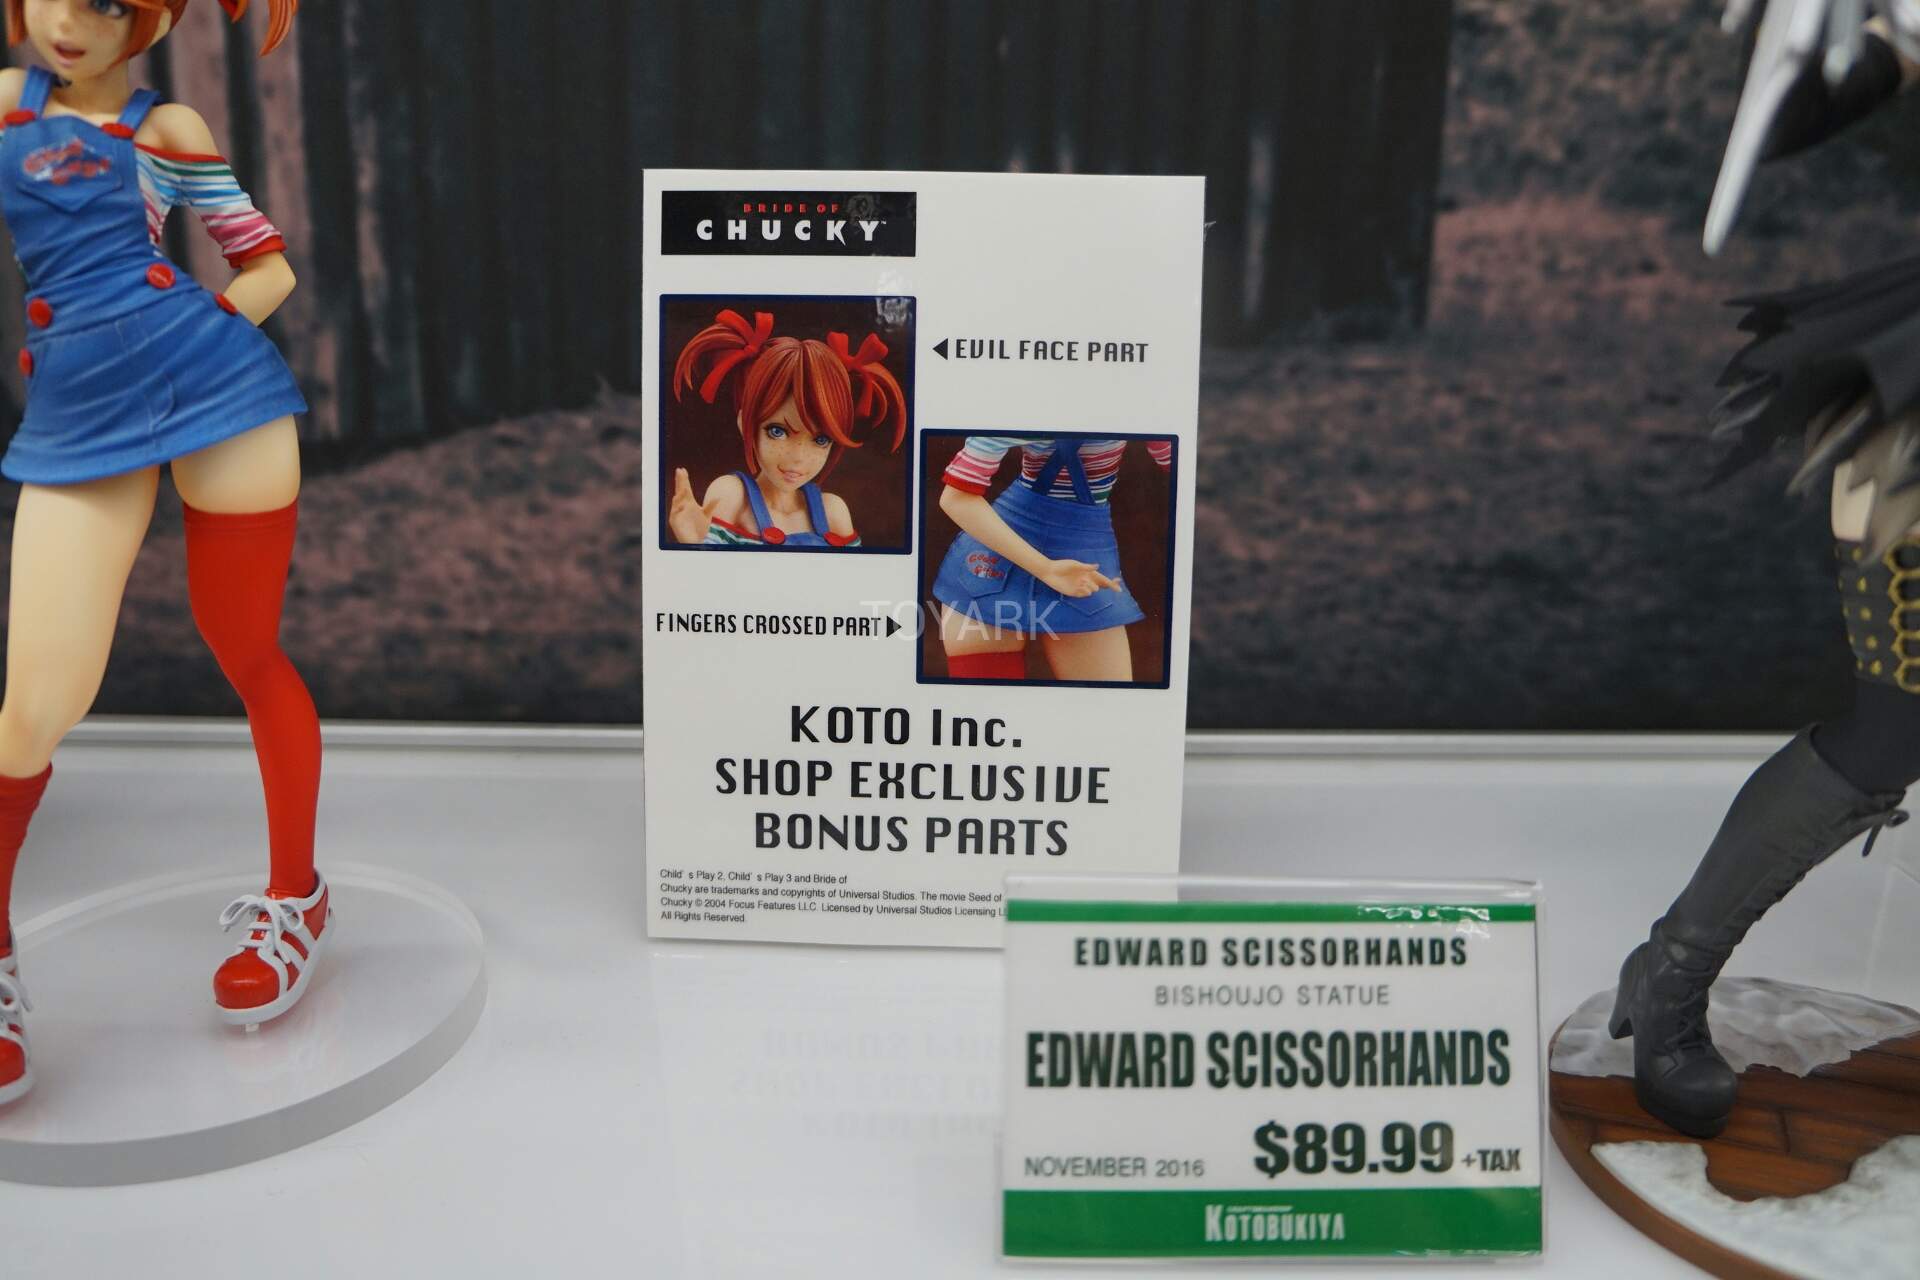 BRIDE OF
CHUCKY™
EVIL FACE PART
FINGERS CROSSED PART
TOYARK
KOTO Inc.
SHOP EXCLUSIVE
BONUS PARTS
Child's Play 2, Child's Play 3 and Bride of
Chucky are trademarks and copyrights of Universal Studios. The movie Seed of
Chucky © 2004 Focus Features LLC. Licensed by Universal Studios Licensing
All Rights Reserved.
EDWARD SCISSORHANDS
BISHOUJO STATUE
EDWARD SCISSORHANDS
NOVEMBER 2016 $89.99 +TAX
KOTOBUKIYA